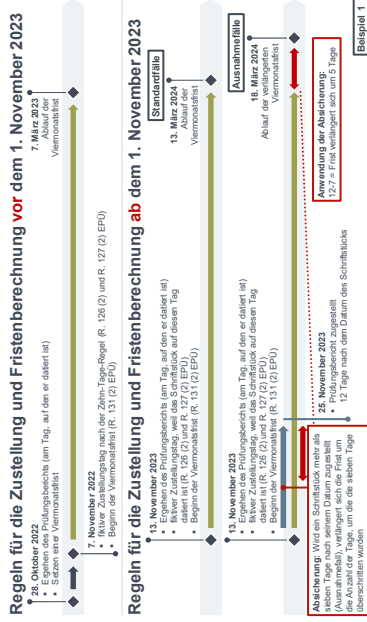 Regeln für die Zustellung und Fristenberechnung vor dem 1. November 2023
28. Oktober 2022
• Ergehen des Prüfungsberichts (am Tag, auf den er datiert ist)
• Setzen einer Viermonatsfrist
7. März 2023
Ablauf der
Viermonatsfrist
7. November 2022
• fiktiver Zustellungstag nach der Zehn-Tage-Regel (R. 126 (2) und R. 127 (2) EPÜ)
• Beginn der Viermonatsfrist (R. 131 (2) EPÜ)
Regeln für die Zustellung und Fristenberechnung ab dem 1. November 2023
Standardfälle
13. November 2023
• Ergehen des Prüfungsberichts (am Tag, auf den er datiert ist)
• fiktiver Zustellungstag, weil das Schriftstück auf diesen Tag
datiert ist (R. 126 (2) und R. 127 (2) EPÜ)
• Beginn der Viermonatsfrist (R. 131 (2) EPÜ)
13. März 2024
Ablauf der
Viermonatsfrist
Ausnahmefälle
13. November 2023
• Ergehen des Prüfungsberichts (am Tag, auf den er datiert ist)
• fiktiver Zustellungstag, weil das Schriftstück auf diesen Tag
datiert ist (R. 126 (2) und R. 127 (2) EPÜ)
• Beginn der Viermonatsfrist (R. 131 (2) EPÜ)
18. März 2024
Ablauf der verlängerten
Viermonatsfrist
Absicherung: Wird ein Schriftstück mehr als
sieben Tage nach seinem Datum zugestellt
(Ausnahmefall), verlängert sich die Frist um
die Anzahl der Tage, um die die sieben Tage
überschritten wurden
25. November 2023
• Prüfungsbericht zugestellt
12 Tage nach dem Datum des Schriftstücks
Anwendung der Absicherung:
12-7 = Frist verlängert sich um 5 Tage
Beispiel 1